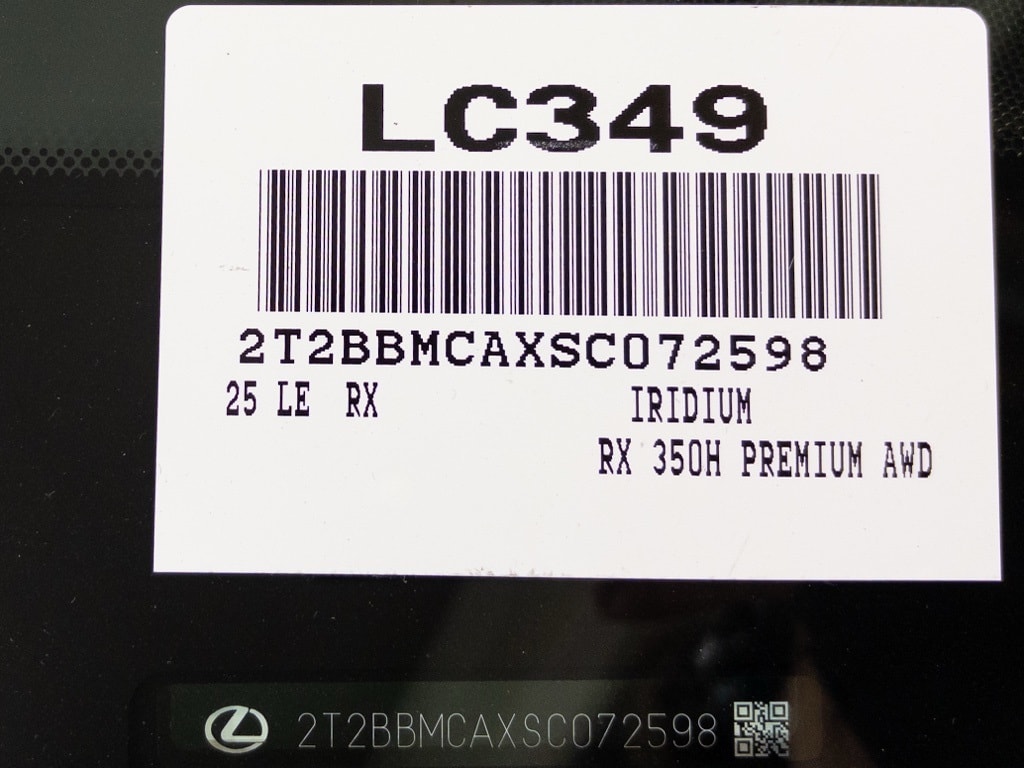 LC349
2T2BBMCAXSC072598
25 LE RX IRIDIUM
RX 350H PREMIUM AWD
2T2BBMCAXSC072598